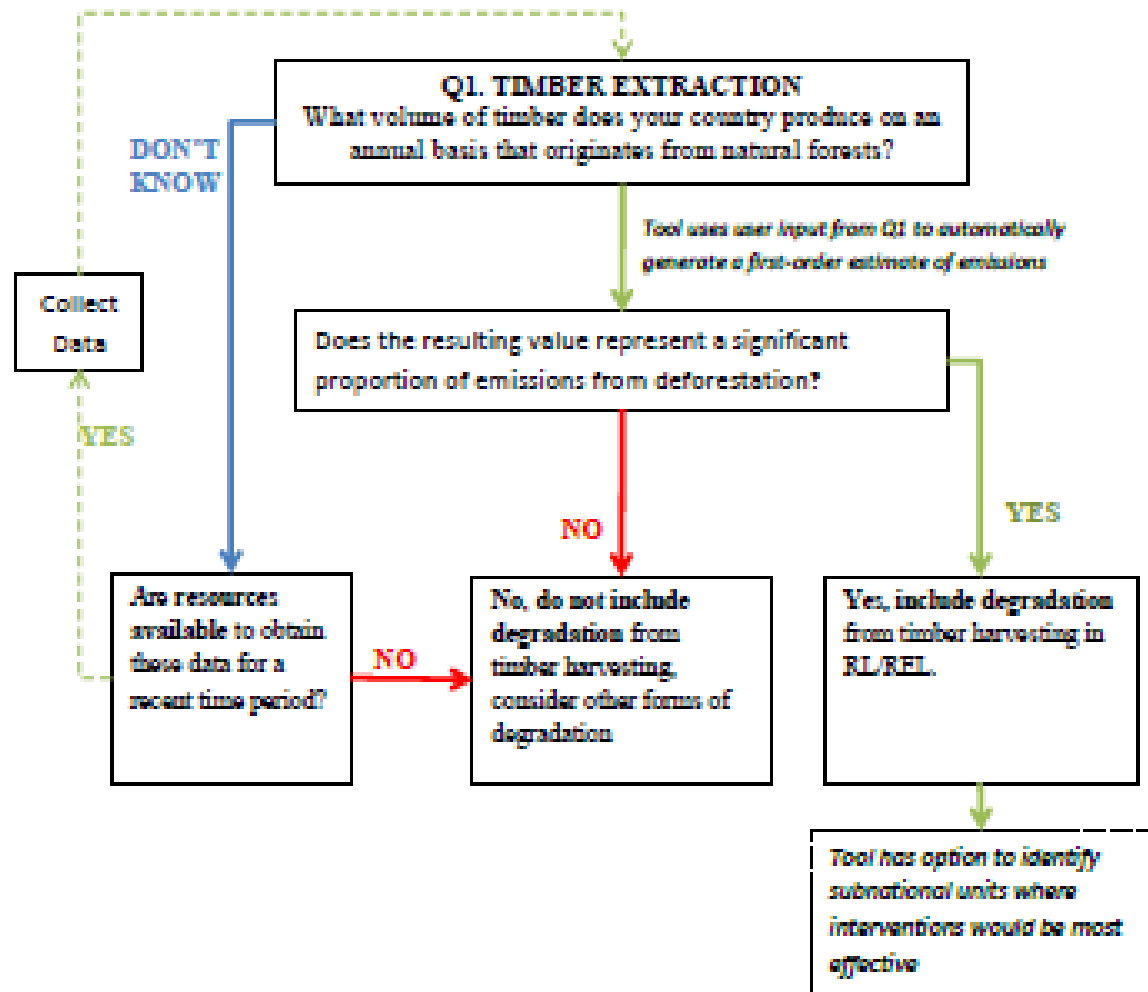 Q1. TIMBER EXTRACTION
What volume of timber does your country produce on an
annual basis that originates from natural forests?
DON'T
KNOW
Tool uses user input from Q1 to automatically
generate a first-order estimate of emissions
Collect
Data
Does the resulting value represent a significant
proportion of emissions from deforestation?
YES
NO
YES
Are resources
available to obtain
these data for a
recent time period?
NO
No, do not include
degradation from
timber harvesting,
consider other forms of
degradation
Yes, include degradation
from timber harvesting in
RL/REL.
Tool has option to identify
subnational units where
interventions would be most
effective